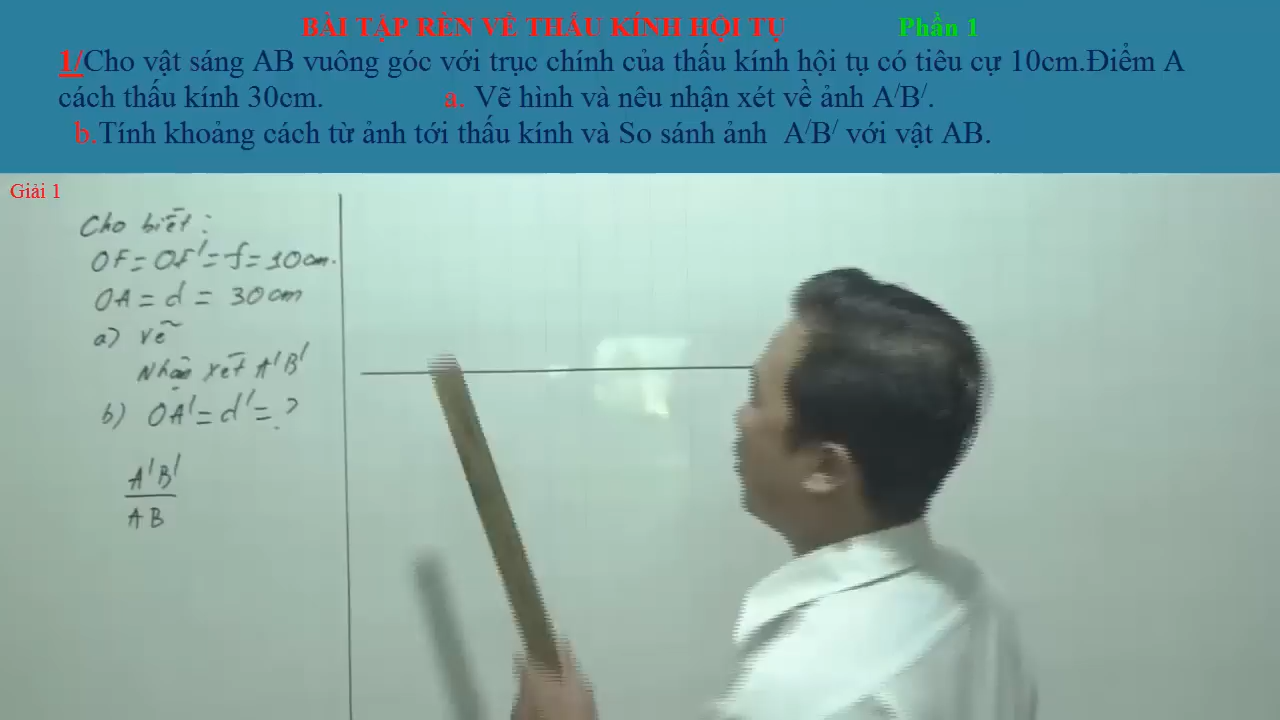 BÀI TẬP RÈN VẼ THẤU KÍNH HỘI TỤ Phần 1
1/Cho vật sáng AB vuông góc với trục chính của thấu kính hội tụ có tiêu cự 10cm.Điểm A
cách thấu kính 30cm. a. Vẽ hình và nêu nhận xét về ảnh A/B/.
b.Tính khoảng cách từ ảnh tới thấu kính và So sánh ảnh A/B/ với vật AB.
Giải 1
Cho biết :
OF = OF' = f = 10cm.
OA = d = 30cm
a) vẽ
Nhận xét A'B'
b) OA' = d' = ?
A'B'
AB